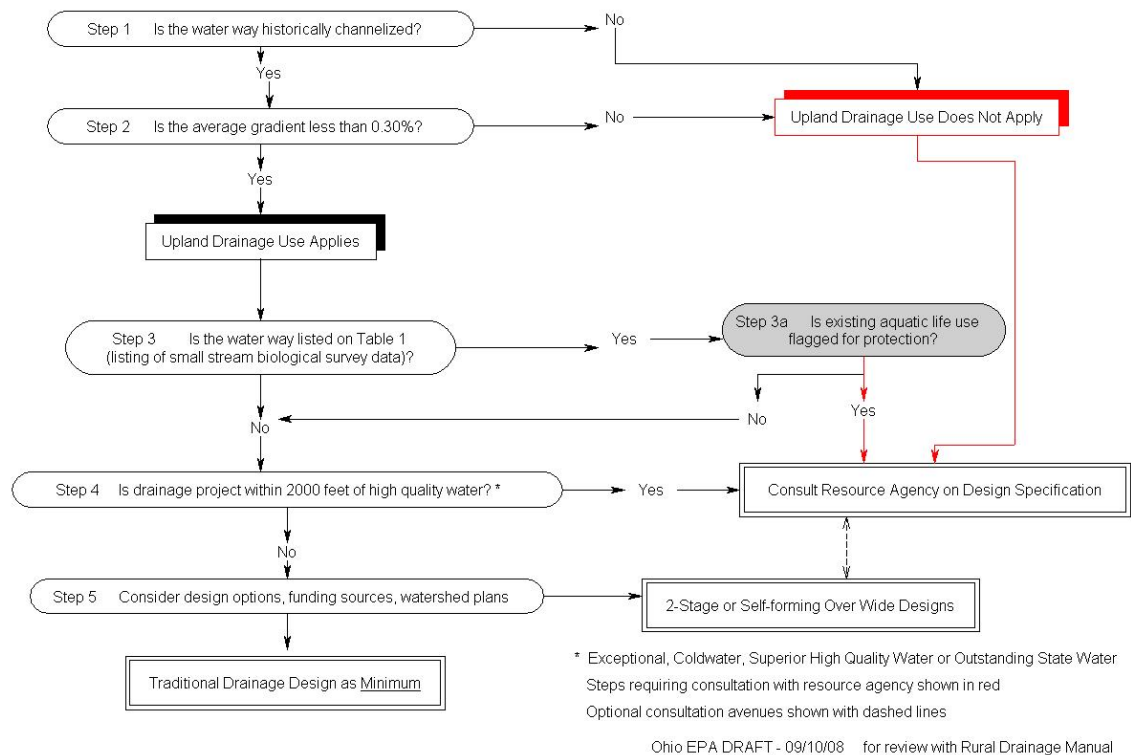 Step 1 Is the water way historically channelized?
No
Yes
Step 2 Is the average gradient less than 0.30%?
No
Upland Drainage Use Does Not Apply
Yes
Upland Drainage Use Applies
Step 3 Is the water way listed on Table 1
(listing of small stream biological survey data)?
Yes
Step 3a Is existing aquatic life use
flagged for protection?
No
Yes
No
Step 4 Is drainage project within 2000 feet of high quality water? *
Yes
Consult Resource Agency on Design Specification
No
Step 5 Consider design options, funding sources, watershed plans
2-Stage or Self-forming Over Wide Designs
Traditional Drainage Design as Minimum
* Exceptional, Coldwater, Superior High Quality Water or Outstanding State Water
Steps requiring consultation with resource agency shown in red
Optional consultation avenues shown with dashed lines
Ohio EPA DRAFT - 09/10/08 for review with Rural Drainage Manual